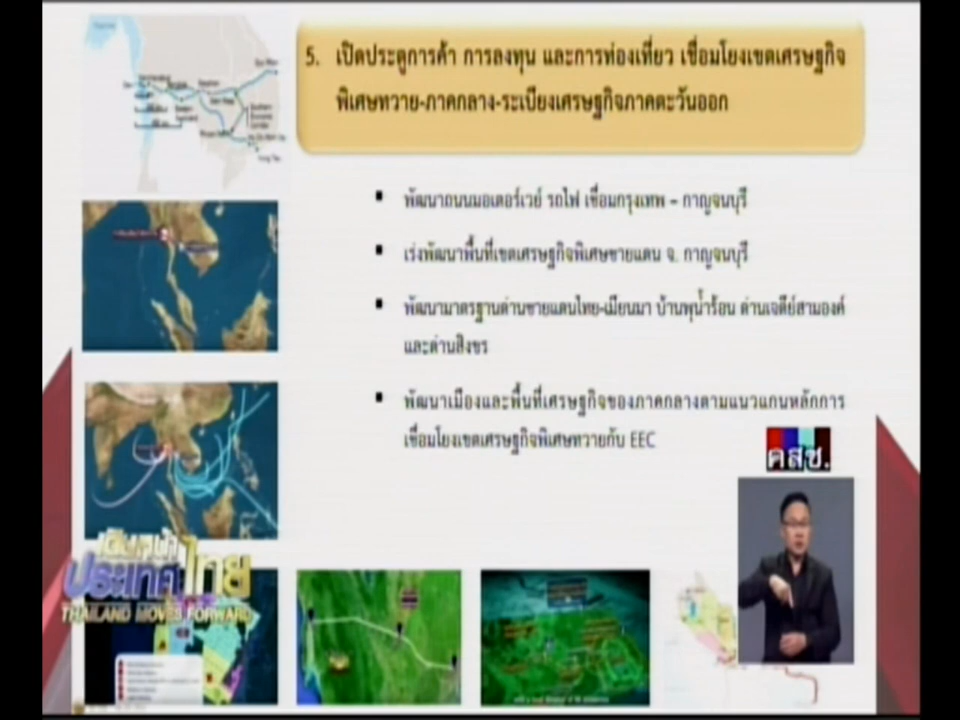 5. เปิดประตูการค้า การลงทุน และการท่องเที่ยว เชื่อมโยงเขตเศรษฐกิจ
พิเศษทวาย-ภาคกลาง-ระเบียงเศรษฐกิจภาคตะวันออก
▪ พัฒนาถนนมอเตอร์เวย์ รถไฟ เชื่อมกรุงเทพ – กาญจนบุรี
▪ เร่งพัฒนาพื้นที่เขตเศรษฐกิจพิเศษชายแดน จ. กาญจนบุรี
▪ พัฒนามาตรฐานด่านชายแดนไทย-เมียนมา บ้านพุน้ำร้อน ด่านเจดีย์สามองค์
และด่านสิงขร
▪ พัฒนาเมืองและพื้นที่เศรษฐกิจของภาคกลางตามแนวแกนหลักการ
เชื่อมโยงเขตเศรษฐกิจพิเศษทวายกับ EEC
คสช.
เดินหน้า
ประเทศไทย
THAILAND MOVES FORWARD